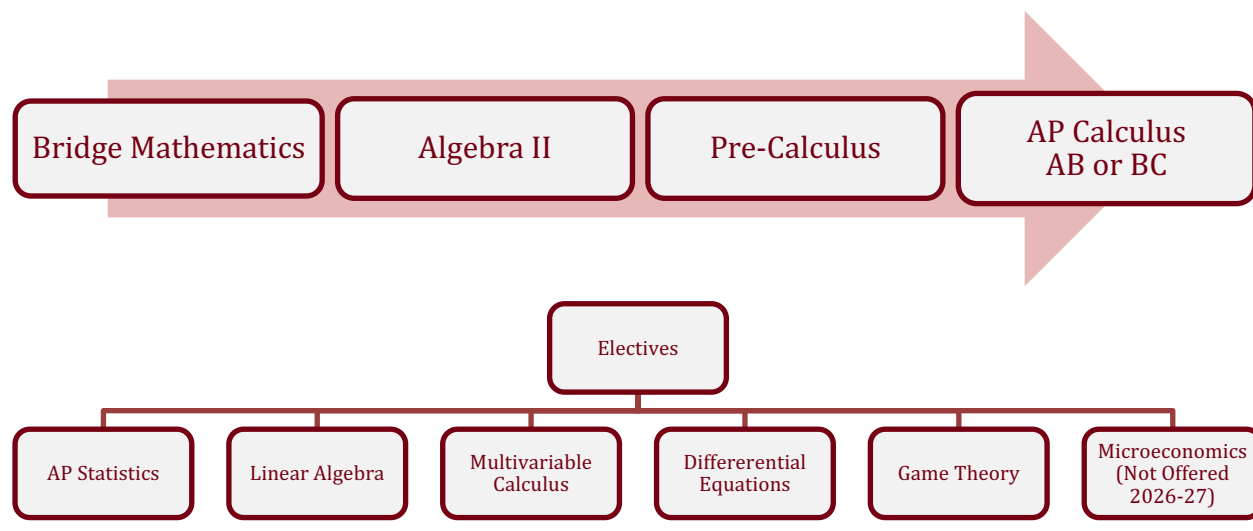 Bridge Mathematics
Algebra II
Pre-Calculus
AP Calculus
AB or BC
Electives
AP Statistics
Linear Algebra
Multivariable
Calculus
Differerential
Equations
Game Theory
Microeconomics
(Not Offered
2026-27)